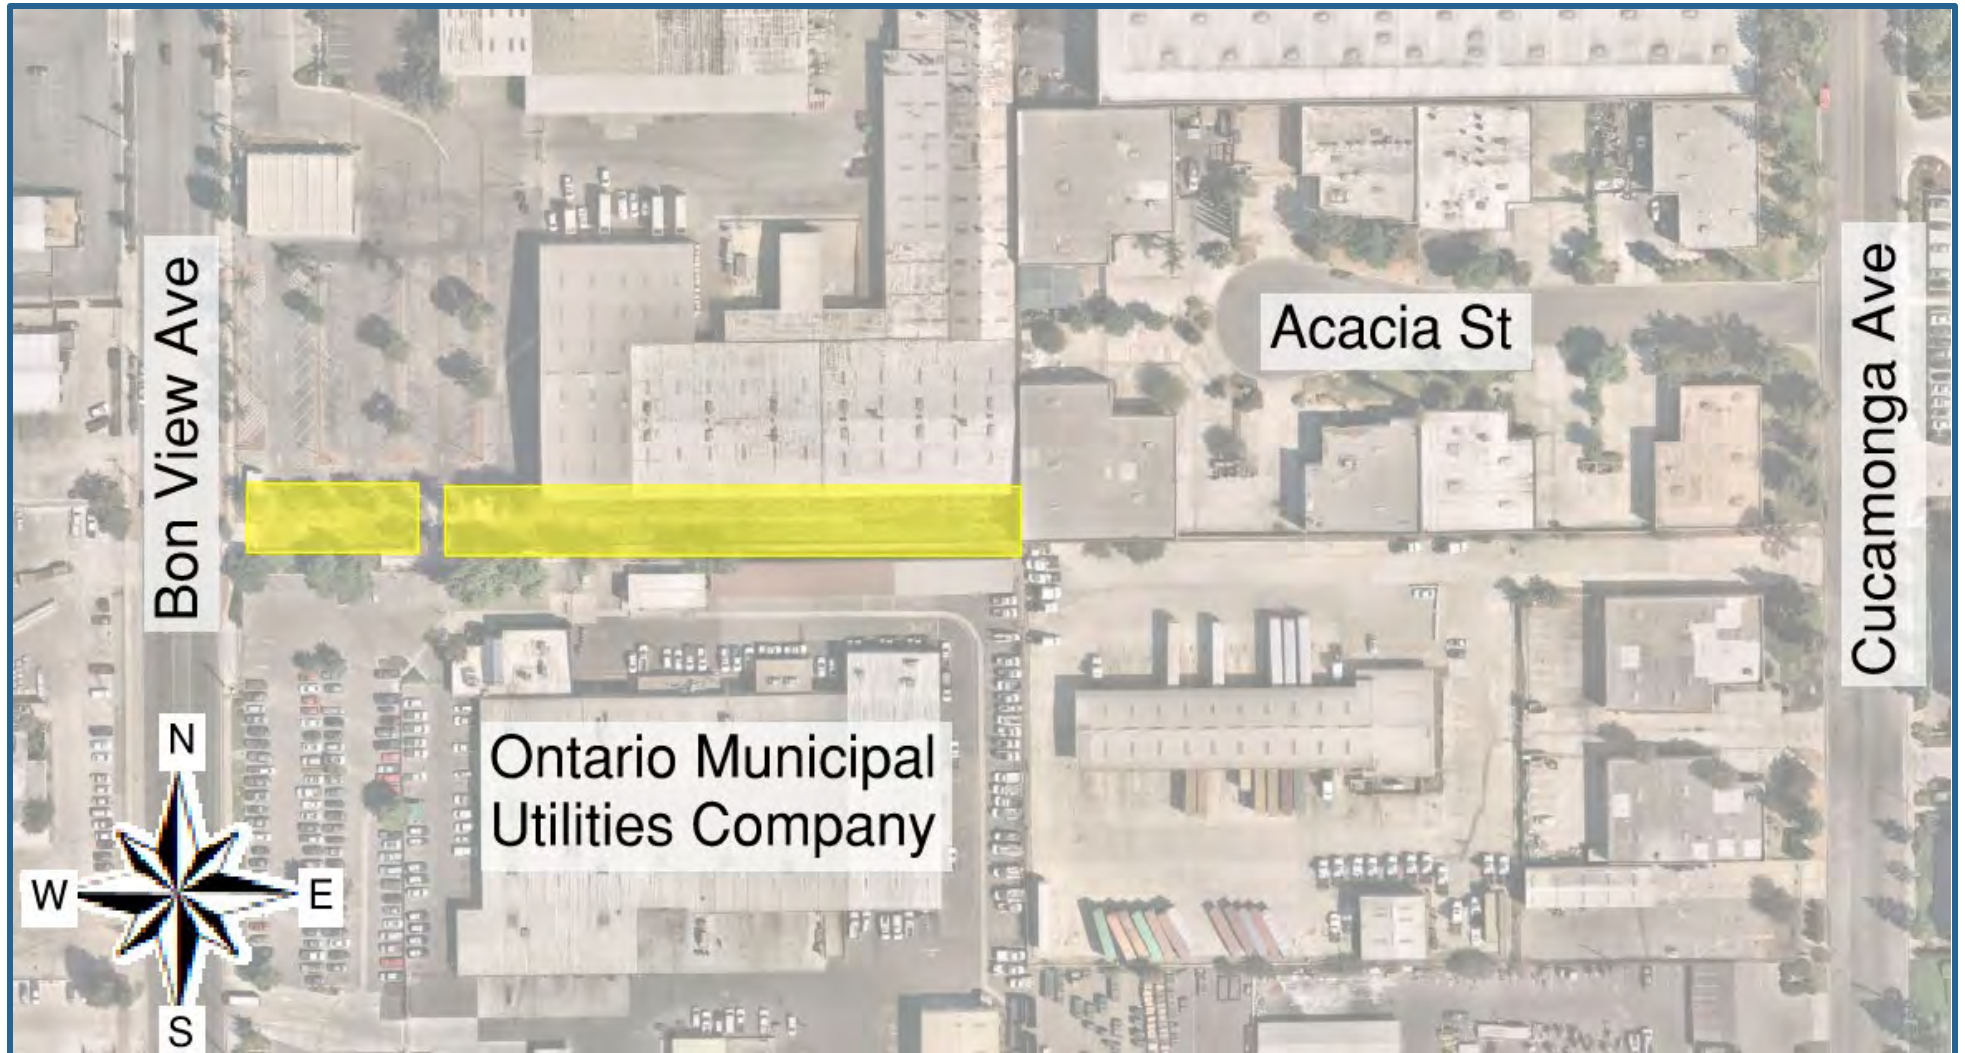 Bon View Ave
Acacia St
Cucamonga Ave
Ontario Municipal
Utilities Company
N
W
E
S